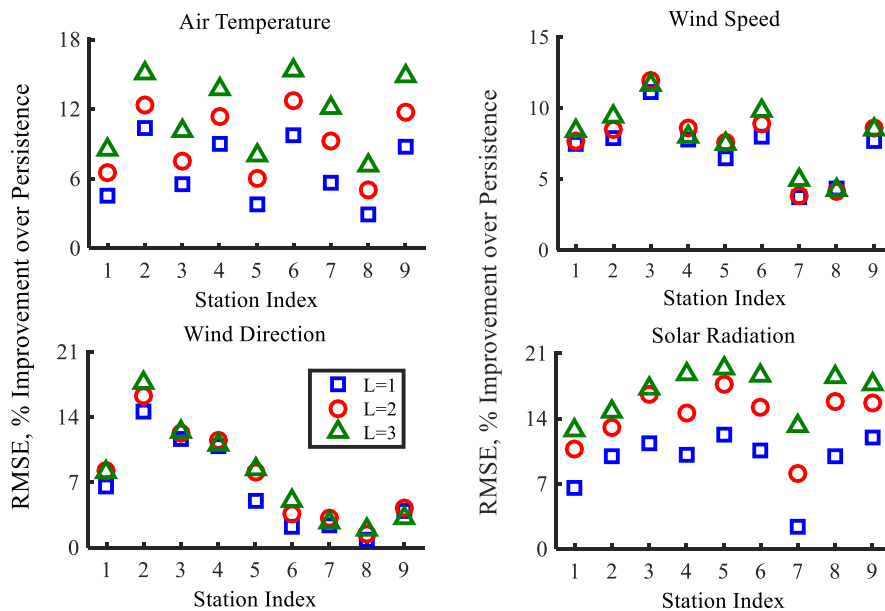 Air Temperature
RMSE, % Improvement over Persistence
18
12
6
0
1 2 3 4 5 6 7 8 9
Station Index
Wind Speed
RMSE, % Improvement over Persistence
15
10
5
0
1 2 3 4 5 6 7 8 9
Station Index
Wind Direction
21
14
7
0
L=1
L=2
L=3
1 2 3 4 5 6 7 8 9
Station Index
Solar Radiation
21
14
7
0
1 2 3 4 5 6 7 8 9
Station Index